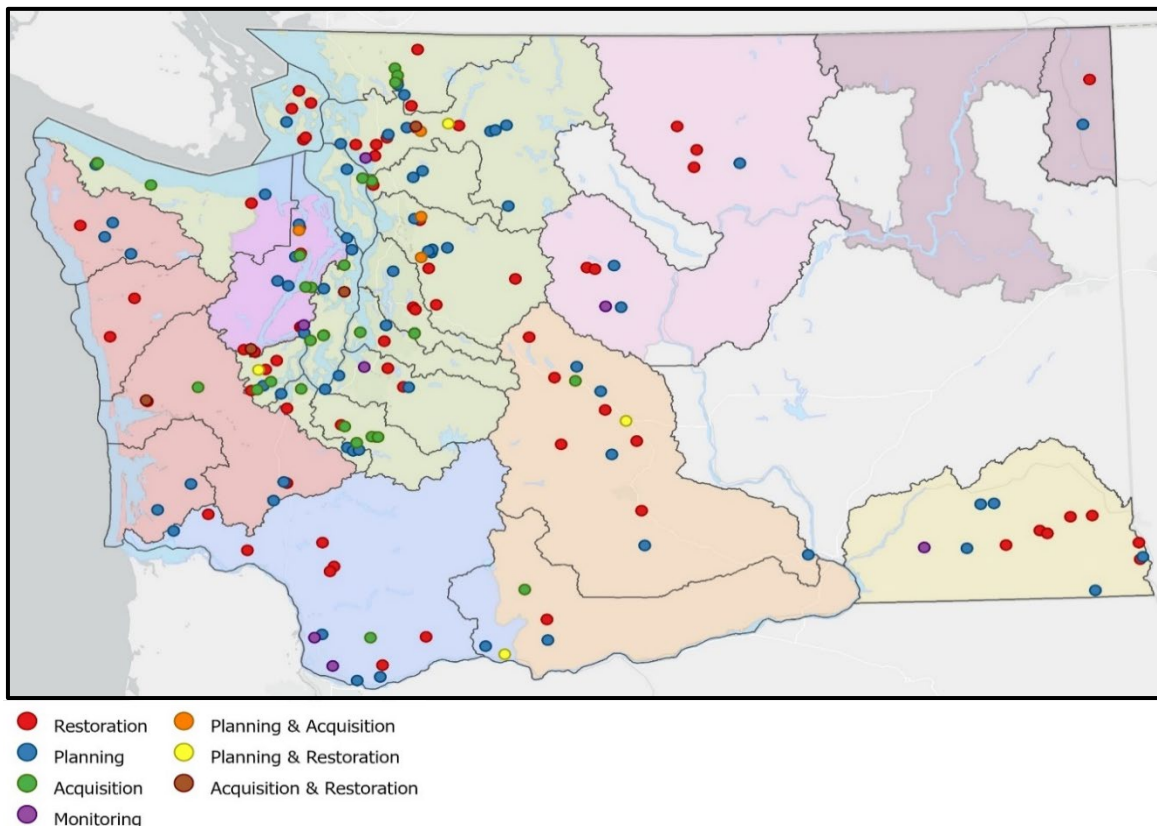 Restoration
Planning
Acquisition
Monitoring
Planning & Acquisition
Planning & Restoration
Acquisition & Restoration